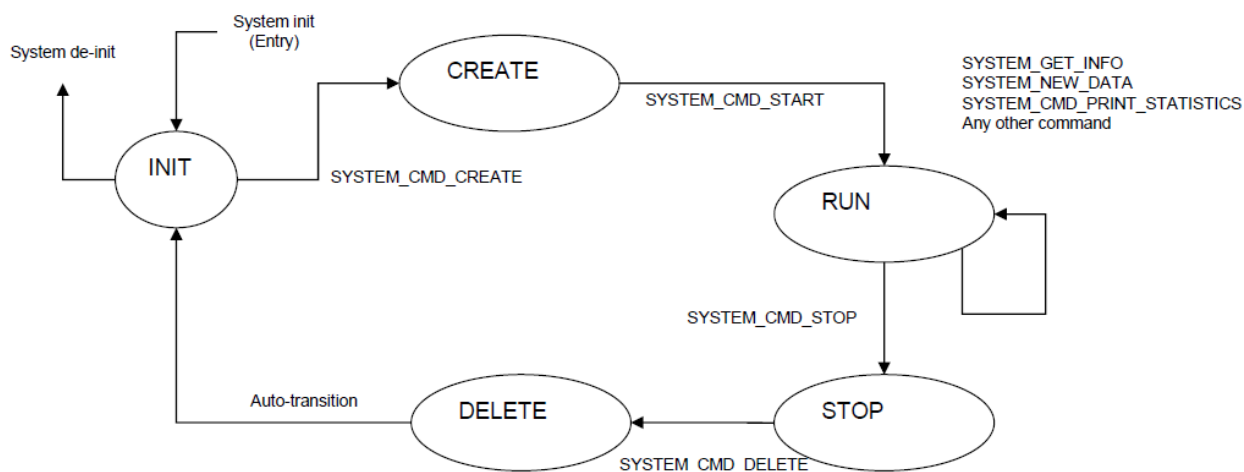 System init
(Entry)
System de-init
CREATE
SYSTEM_GET_INFO
SYSTEM_NEW_DATA
SYSTEM_CMD_PRINT_STATISTICS
Any other command
SYSTEM_CMD_START
INIT
SYSTEM_CMD_CREATE
RUN
SYSTEM_CMD_STOP
Auto-transition
DELETE
STOP
SYSTEM_CMD_DELETE